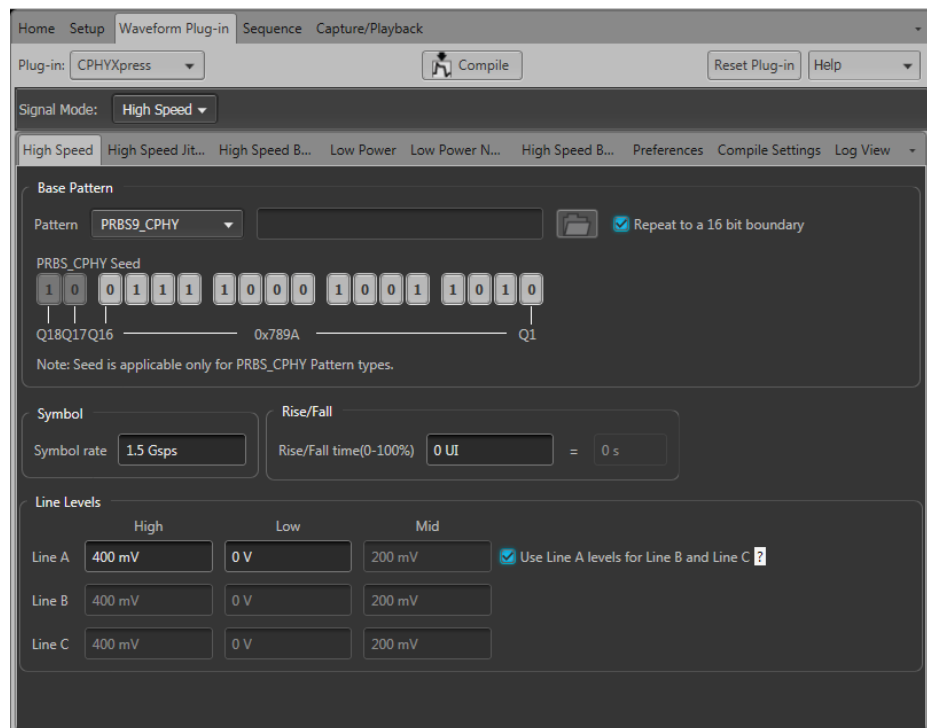 Home Setup Waveform Plug-in Sequence Capture/Playback
Plug-in: CPHYXpress Compile Reset Plug-in Help
Signal Mode: High Speed
High Speed High Speed Jit... High Speed B... Low Power Low Power N... High Speed B... Preferences Compile Settings Log View
Base Pattern
Pattern PRBS9_CPHY Repeat to a 16 bit boundary
PRBS_CPHY Seed
1 0 0 1 1 1 1 0 0 0 1 0 0 1 1 0 1 0
Q18Q17Q16 0x789A Q1
Note: Seed is applicable only for PRBS_CPHY Pattern types.
Symbol
Symbol rate 1.5 Gsps
Rise/Fall
Rise/Fall time(0-100%) 0 UI = 0 s
Line Levels
High Low Mid
Line A 400 mV 0 V 200 mV Use Line A levels for Line B and Line C ?
Line B 400 mV 0 V 200 mV
Line C 400 mV 0 V 200 mV